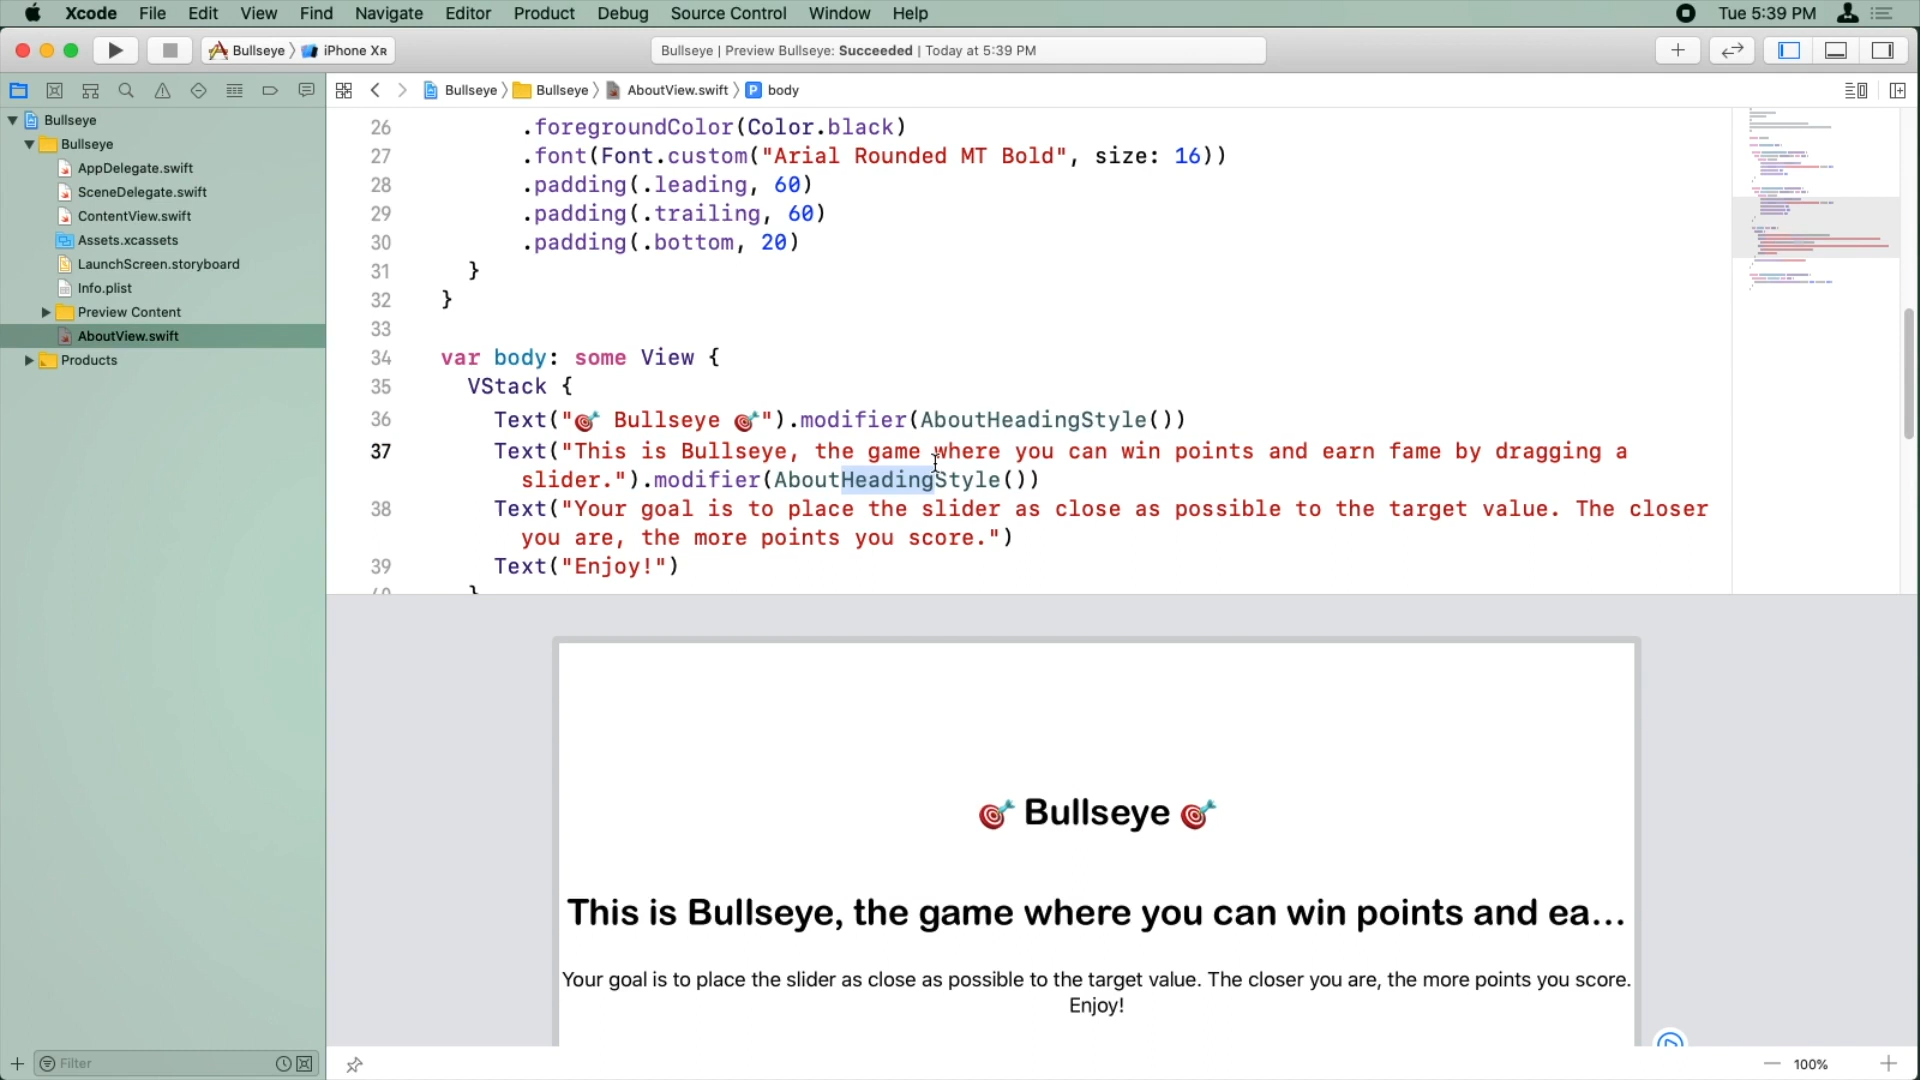 Xcode File Edit View Find Navigate Editor Product Debug Source Control Window Help Tue 5:39 PM
Bullseye iPhone XR Bullseye | Preview Bullseye: Succeeded | Today at 5:39 PM
Bullseye Bullseye AboutView.swift body
Bullseye
Bullseye
AppDelegate.swift
SceneDelegate.swift
ContentView.swift
Assets.xcassets
LaunchScreen.storyboard
Info.plist
Preview Content
AboutView.swift
Products
Filter
26 .foregroundColor(Color.black)
27 .font(Font.custom("Arial Rounded MT Bold", size: 16))
28 .padding(.leading, 60)
29 .padding(.trailing, 60)
30 .padding(.bottom, 20)
31 }
32 }
33
34 var body: some View {
35 VStack {
36 Text("🎯 Bullseye 🎯").modifier(AboutHeadingStyle())
37 Text("This is Bullseye, the game where you can win points and earn fame by dragging a
slider.").modifier(AboutHeadingStyle())
38 Text("Your goal is to place the slider as close as possible to the target value. The closer
you are, the more points you score.")
39 Text("Enjoy!")
40 }
🎯 Bullseye 🎯
This is Bullseye, the game where you can win points and ea...
Your goal is to place the slider as close as possible to the target value. The closer you are, the more points you score.
Enjoy!
100%